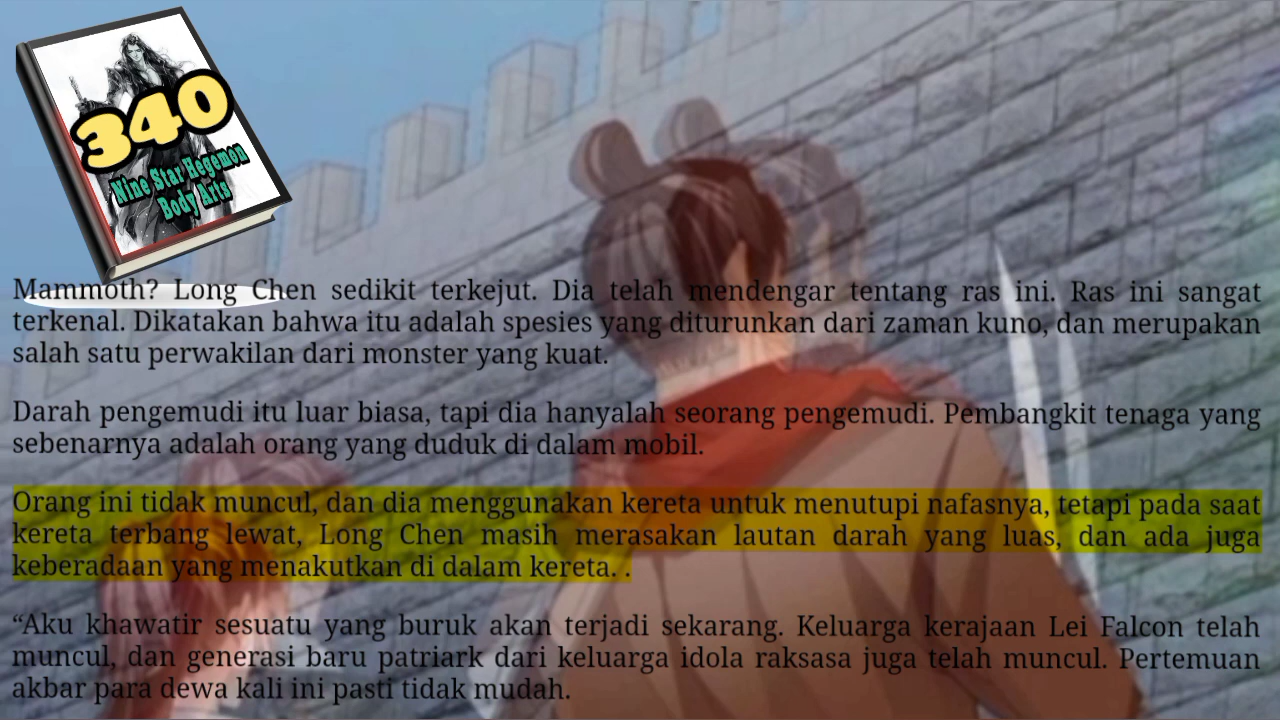 340
Nine Star Hegemon
Body Arts
Mammoth? Long Chen sedikit terkejut. Dia telah mendengar tentang ras ini. Ras ini sangat
terkenal. Dikatakan bahwa itu adalah spesies yang diturunkan dari zaman kuno, dan merupakan
salah satu perwakilan dari monster yang kuat.
Darah pengemudi itu luar biasa, tapi dia hanyalah seorang pengemudi. Pembangkit tenaga yang
sebenarnya adalah orang yang duduk di dalam mobil.
Orang ini tidak muncul, dan dia menggunakan kereta untuk menutupi nafasnya, tetapi pada saat
kereta terbang lewat, Long Chen masih merasakan lautan darah yang luas, dan ada juga
keberadaan yang menakutkan di dalam kereta. .
“Aku khawatir sesuatu yang buruk akan terjadi sekarang. Keluarga kerajaan Lei Falcon telah
muncul, dan generasi baru patriark dari keluarga idola raksasa juga telah muncul. Pertemuan
akbar para dewa kali ini pasti tidak mudah.